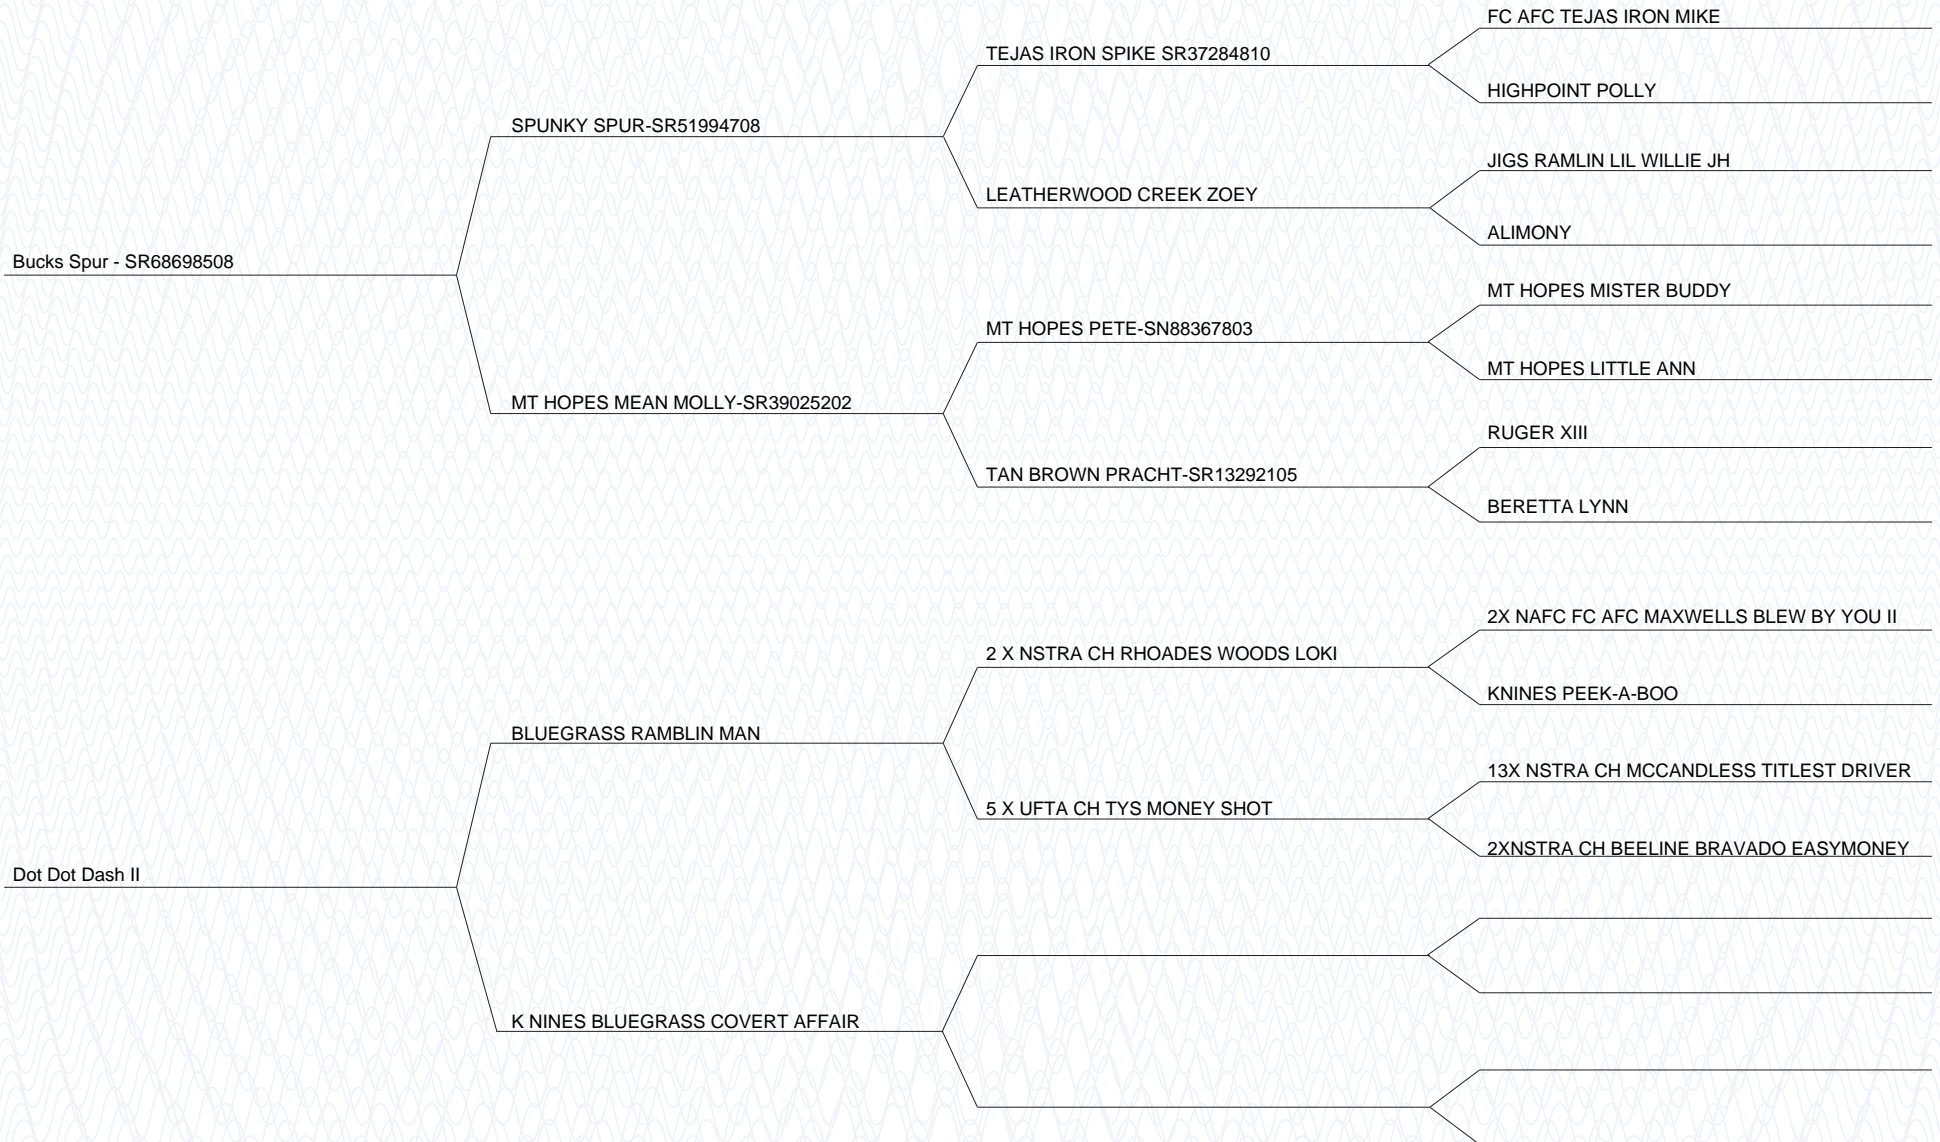 FC AFC TEJAS IRON MIKE
TEJAS IRON SPIKE SR37284810
HIGHPOINT POLLY
SPUNKY SPUR-SR51994708
JIGS RAMLIN LIL WILLIE JH
LEATHERWOOD CREEK ZOEY
ALIMONY
Bucks Spur - SR68698508
MT HOPES MISTER BUDDY
MT HOPES PETE-SN88367803
MT HOPES LITTLE ANN
MT HOPES MEAN MOLLY-SR39025202
RUGER XIII
TAN BROWN PRACHT-SR13292105
BERETTA LYNN
2X NAFC FC AFC MAXWELLS BLEW BY YOU II
2 X NSTRA CH RHOADES WOODS LOKI
KNINES PEEK-A-BOO
BLUEGRASS RAMBLIN MAN
13X NSTRA CH MCCANDLESS TITLEST DRIVER
5 X UFTA CH TYS MONEY SHOT
2XNSTRA CH BEELINE BRAVADO EASYMONEY
Dot Dot Dash II
K NINES BLUEGRASS COVERT AFFAIR